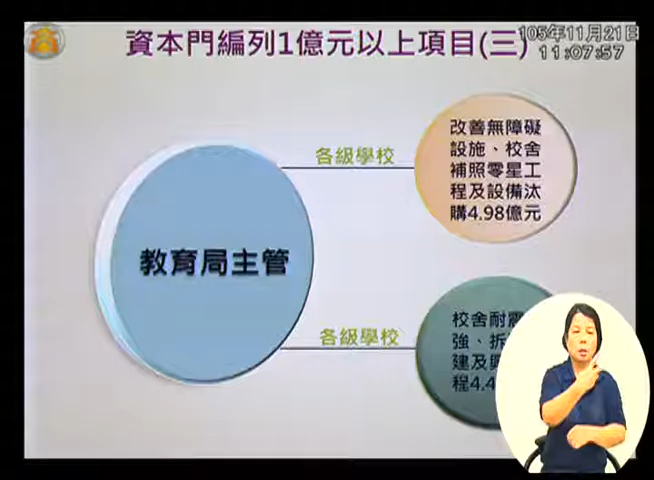 資本門編列1億元以上項目(三)
105年11月21日
11:07:57
各級學校
改善無障礙
設施、校舍
補照零星工
程及設備汰
購4.98億元
教育局主管
各級學校
校舍耐震
強、拆
建及
程4.4